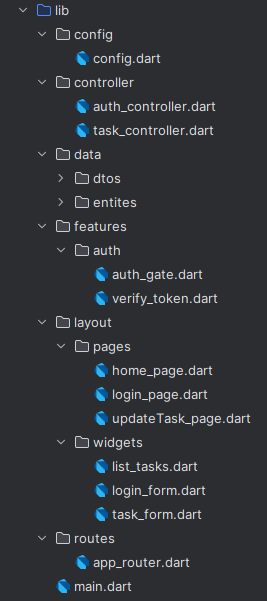 lib
config
config.dart
controller
auth_controller.dart
task_controller.dart
data
dtos
entites
features
auth
auth_gate.dart
verify_token.dart
layout
pages
home_page.dart
login_page.dart
updateTask_page.dart
widgets
list_tasks.dart
login_form.dart
task_form.dart
routes
app_router.dart
main.dart